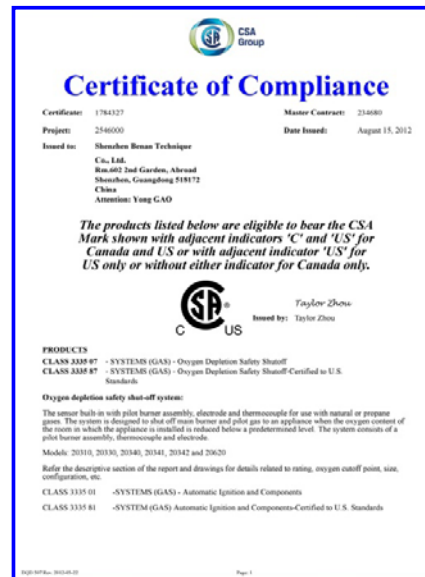 CSA
Group
Certificate of Compliance
Certificate: 1784327 Master Contract: 234680
Project: 2546000 Date Issued: August 15, 2012
Issued to: Shenzhen Benan Technique
Co., Ltd.
Rm.602 2nd Garden, Abroad
Shenzhen, Guangdong 518172
China
Attention: Yong GAO
The products listed below are eligible to bear the CSA
Mark shown with adjacent indicators 'C' and 'US' for
Canada and US or with adjacent indicator 'US' for
US only or without either indicator for Canada only.
C US
Taylor Zhou
Issued by: Taylor Zhou
PRODUCTS
CLASS 3335 07 - SYSTEMS (GAS) - Oxygen Depletion Safety Shutoff
CLASS 3335 87 - SYSTEMS (GAS) - Oxygen Depletion Safety Shutoff-Certified to U.S.
Standards
Oxygen depletion safety shut-off system:
The sensor built-in with pilot burner assembly, electrode and thermocouple for use with natural or propane
gases. The system is designed to shut off main burner and pilot gas to an appliance when the oxygen content of
the room in which the appliance is installed is reduced below a predetermined level. The system consists of a
pilot burner assembly, thermocouple and electrode.
Models: 20310, 20330, 20340, 20341, 20342 and 20620
Refer the descriptive section of the report and drawings for details related to rating, oxygen cutoff point, size,
configuration, etc.
CLASS 3335 01 -SYSTEMS (GAS) - Automatic Ignition and Components
CLASS 3335 81 -SYSTEM (GAS) Automatic Ignition and Components-Certified to U.S. Standards
Page: 1